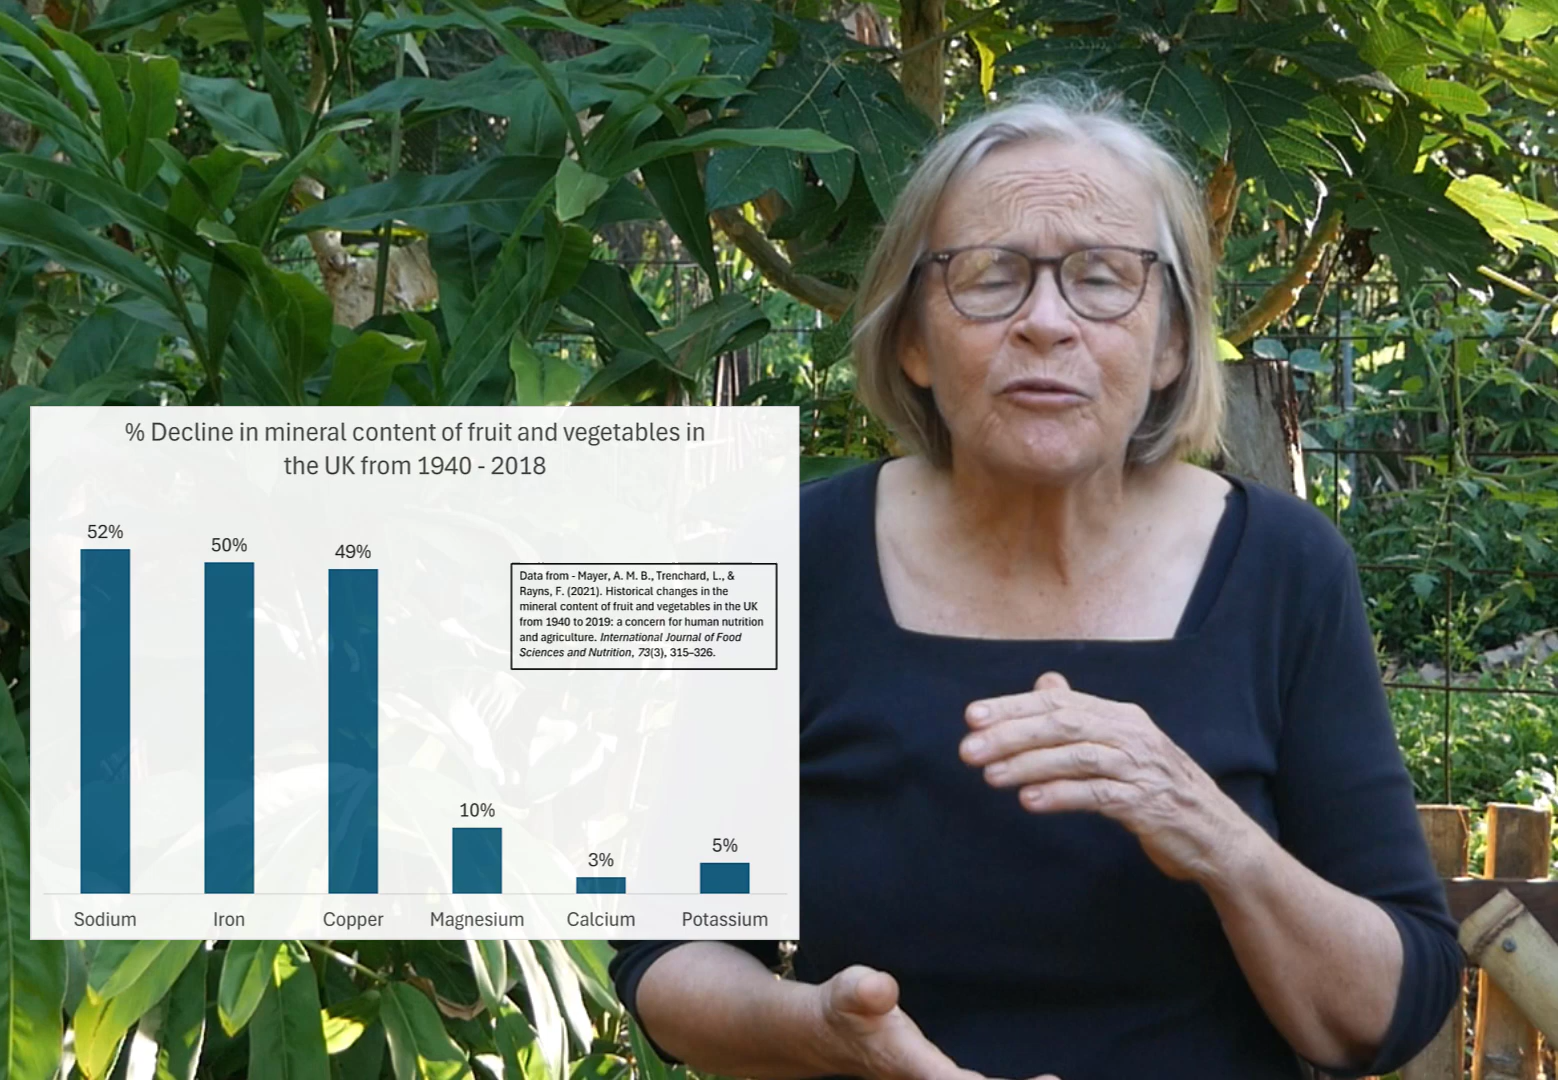 % Decline in mineral content of fruit and vegetables in
the UK from 1940 - 2018
52%
50%
49%
10%
3%
5%
Data from - Mayer, A. M. B., Trenchard, L., &
Rayns, F. (2021). Historical changes in the
mineral content of fruit and vegetables in the UK
from 1940 to 2019: a concern for human nutrition
and agriculture. International Journal of Food
Sciences and Nutrition, 73(3), 315–326.
Sodium
Iron
Copper
Magnesium
Calcium
Potassium